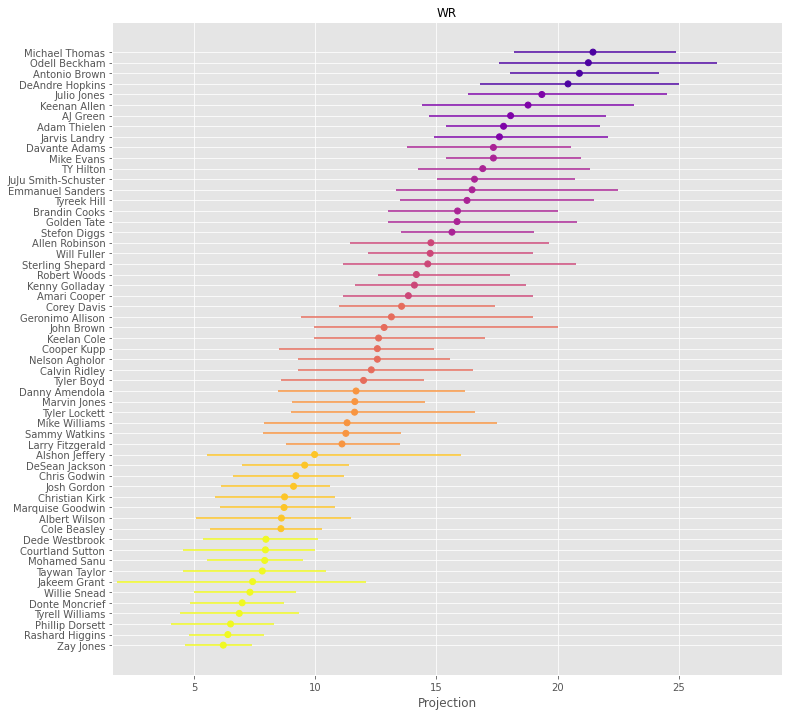 WR
Michael Thomas
Odell Beckham
Antonio Brown
DeAndre Hopkins
Julio Jones
Keenan Allen
AJ Green
Adam Thielen
Jarvis Landry
Davante Adams
Mike Evans
TY Hilton
JuJu Smith-Schuster
Emmanuel Sanders
Tyreek Hill
Brandin Cooks
Golden Tate
Stefon Diggs
Allen Robinson
Will Fuller
Sterling Shepard
Robert Woods
Kenny Golladay
Amari Cooper
Corey Davis
Geronimo Allison
John Brown
Keelan Cole
Cooper Kupp
Nelson Agholor
Calvin Ridley
Tyler Boyd
Danny Amendola
Marvin Jones
Tyler Lockett
Mike Williams
Sammy Watkins
Larry Fitzgerald
Alshon Jeffery
DeSean Jackson
Chris Godwin
Josh Gordon
Christian Kirk
Marquise Goodwin
Albert Wilson
Cole Beasley
Dede Westbrook
Courtland Sutton
Mohamed Sanu
Taywan Taylor
Jakeem Grant
Willie Snead
Donte Moncrief
Tyrell Williams
Phillip Dorsett
Rashard Higgins
Zay Jones
5 10 15 20 25
Projection